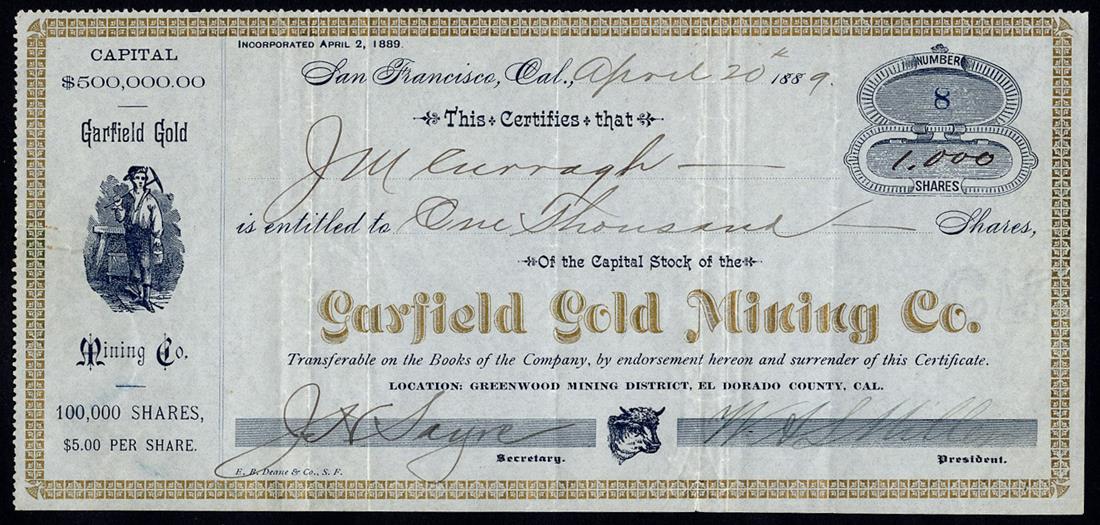 CAPITAL
$500,000.00
Garfield Gold
Mining Co.
100,000 SHARES,
$5.00 PER SHARE.
INCORPORATED APRIL 2, 1889.
San Francisco, Cal., April 20th 1889.
NUMBER
8
1,000
SHARES
This Certifies that
J M Curragh
is entitled to One Thousand Shares,
Of the Capital Stock of the
Garfield Gold Mining Co.
Transferable on the Books of the Company, by endorsement hereon and surrender of this Certificate.
LOCATION: GREENWOOD MINING DISTRICT, EL DORADO COUNTY, CAL.
J N Sayre
Secretary.
President.
E. B. Deane & Co., S. F.